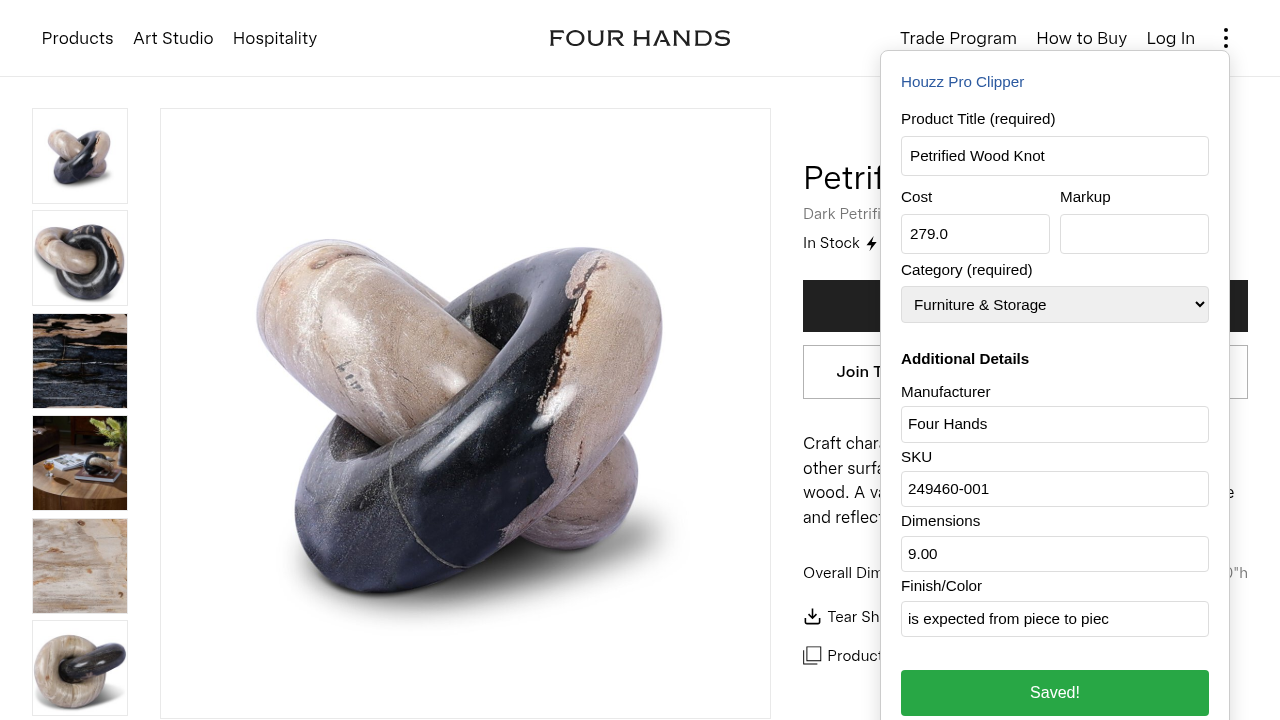 Products Art Studio Hospitality
FOUR HANDS
Trade Program How to Buy Log In
Houzz Pro Clipper
Product Title (required)
Petrified Wood Knot
Cost Markup
279.0
Category (required)
Furniture & Storage
Additional Details
Manufacturer
Four Hands
SKU
249460-001
Dimensions
9.00
Finish/Color
is expected from piece to piec
Saved!
Petrif
Dark Petrifi
In Stock
Join T
Craft chara
other surfa
wood. A va e
and reflect
Overall Dim 0"h
Tear Sh
Product